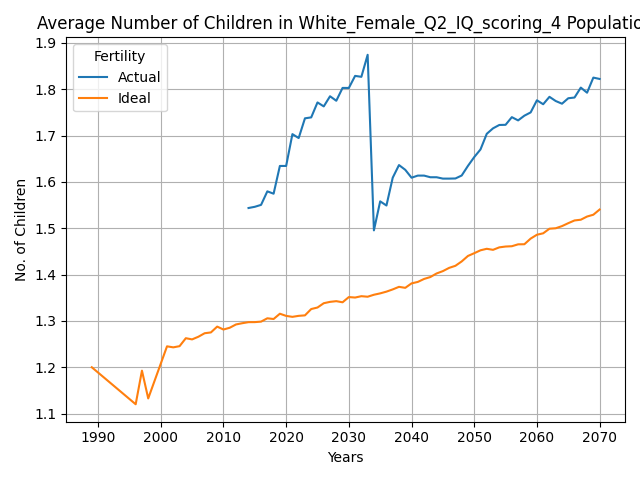 Average Number of Children in White_Female_Q2_IQ_scoring_4 Populatio
Fertility
Actual
Ideal
No. of Children
1.9
1.8
1.7
1.6
1.5
1.4
1.3
1.2
1.1
1990 2000 2010 2020 2030 2040 2050 2060 2070
Years